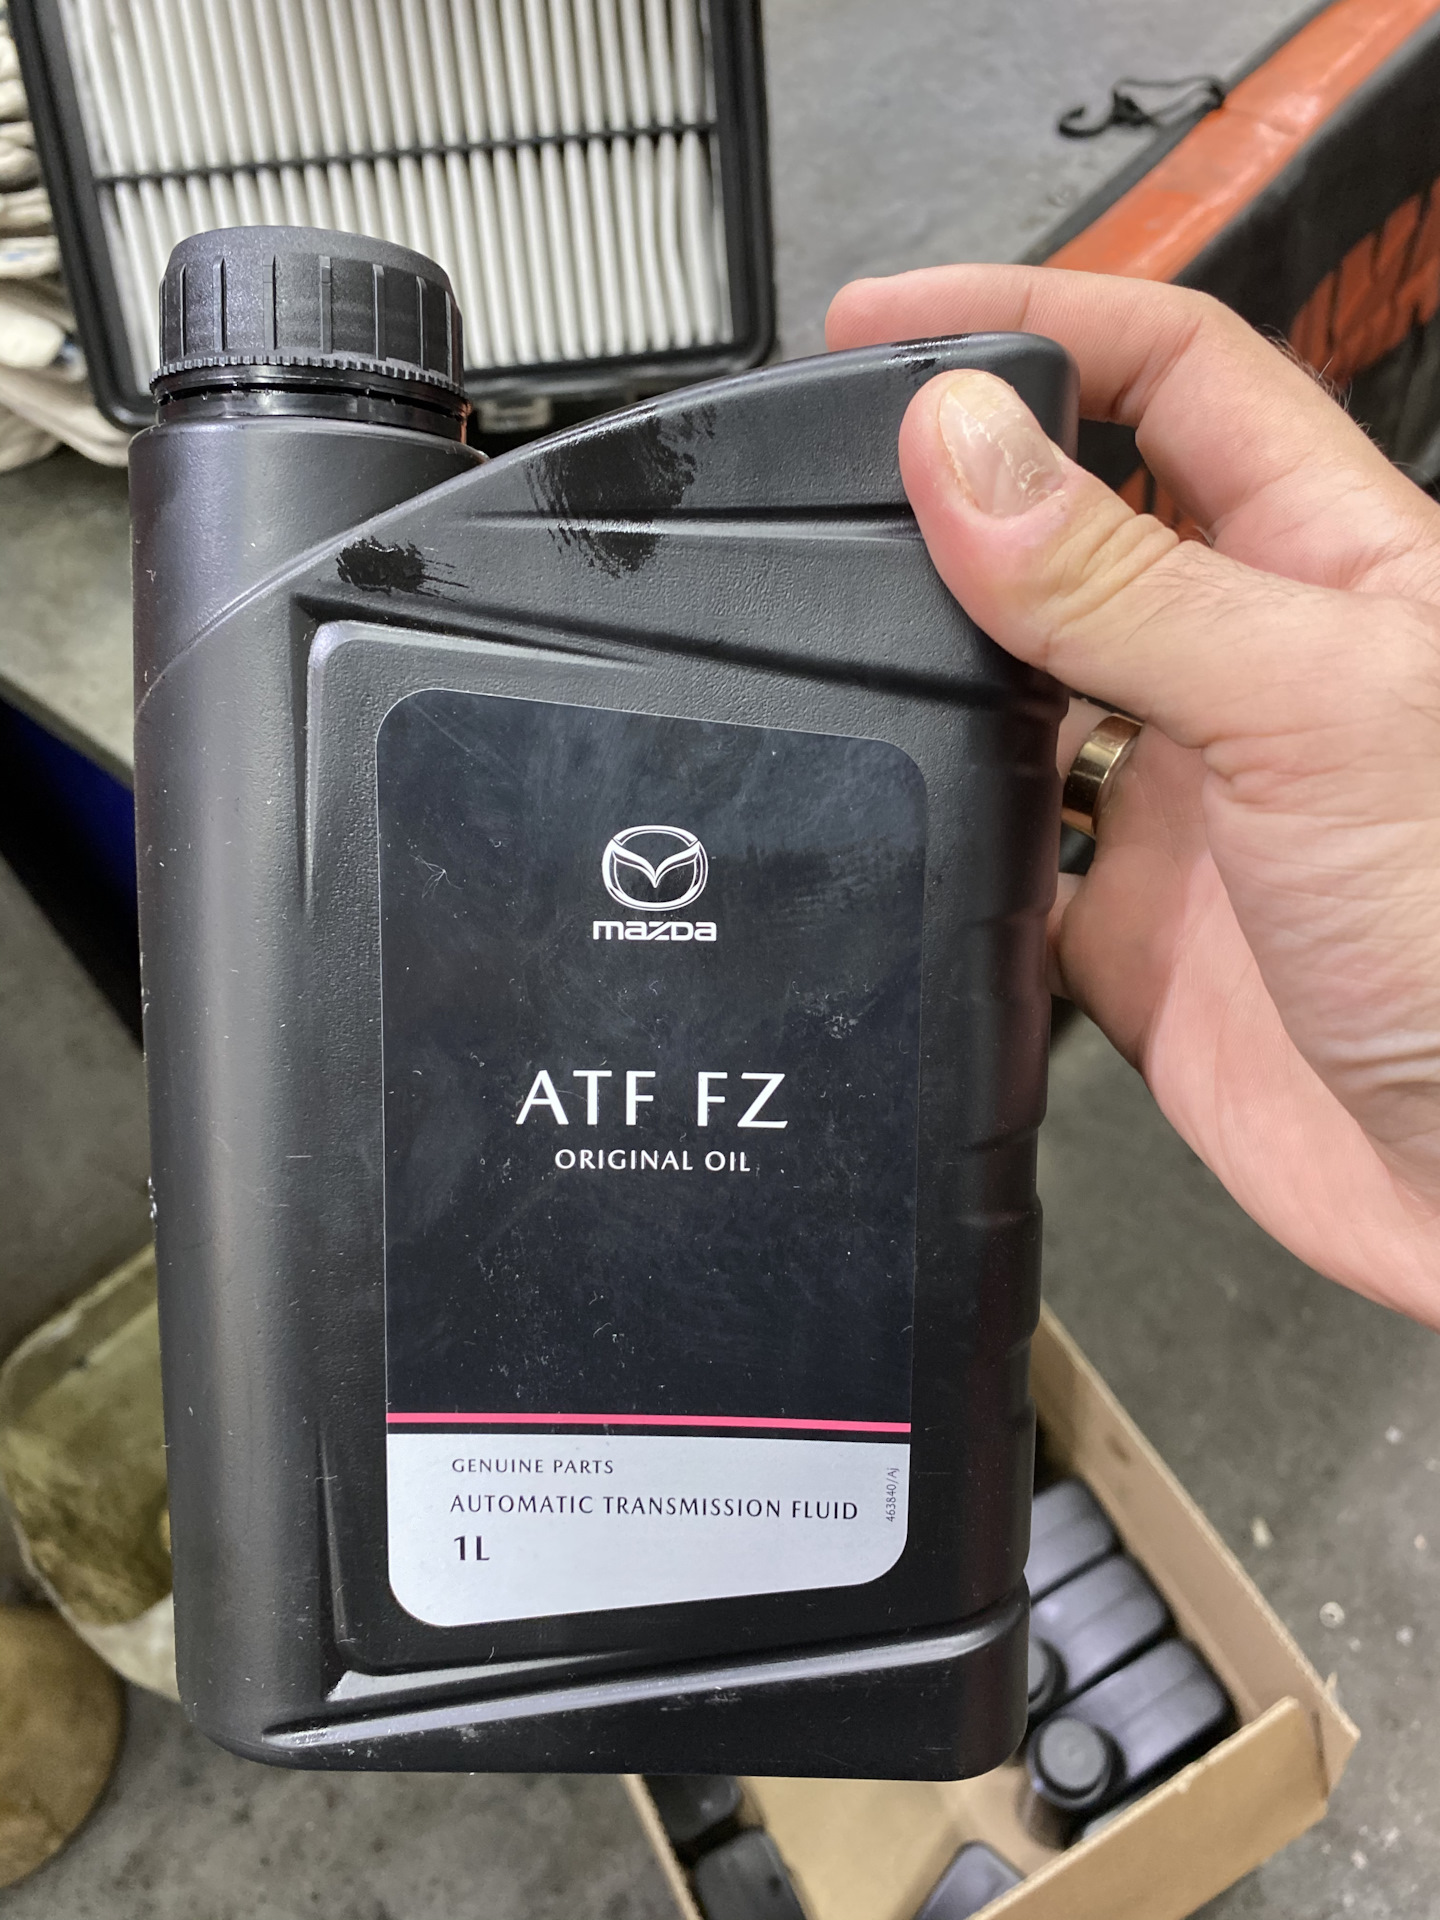 mazda
ATF FZ
ORIGINAL OIL
GENUINE PARTS
AUTOMATIC TRANSMISSION FLUID
1L
463840/AJ